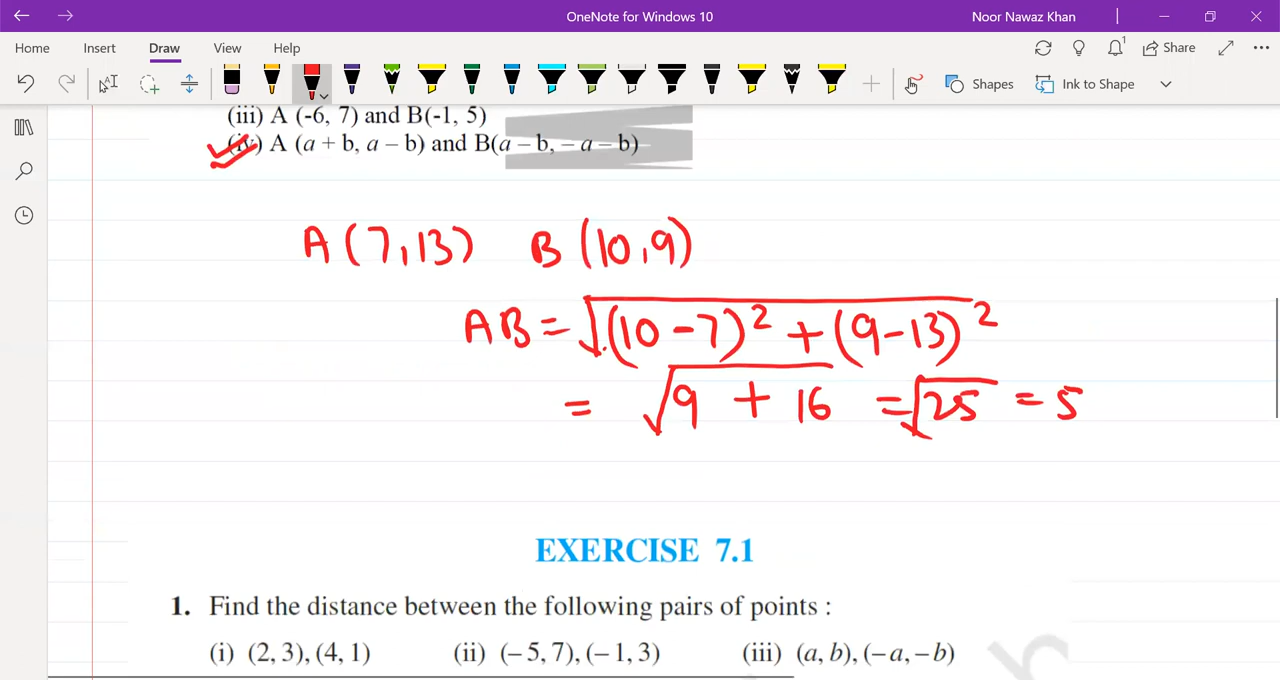 OneNote for Windows 10
Noor Nawaz Khan
Home Insert Draw View Help
1 Share
Shapes Ink to Shape
(iii) A (-6, 7) and B(-1, 5)
(iv) A (a + b, a – b) and B(a – b, – a – b)
A (7,13) B (10,9)
AB = √(10-7)² + (9-13)²
= √9 + 16 = √25 = 5
EXERCISE 7.1
1. Find the distance between the following pairs of points :
(i) (2, 3), (4, 1) (ii) (– 5, 7), (– 1, 3) (iii) (a, b), (– a, – b)